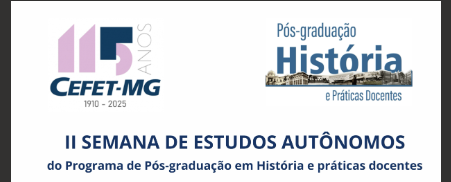 115 ANOS
CEFET-MG
1910 - 2025
Pós-graduação
História
e Práticas Docentes
II SEMANA DE ESTUDOS AUTÔNOMOS
do Programa de Pós-graduação em História e práticas docentes